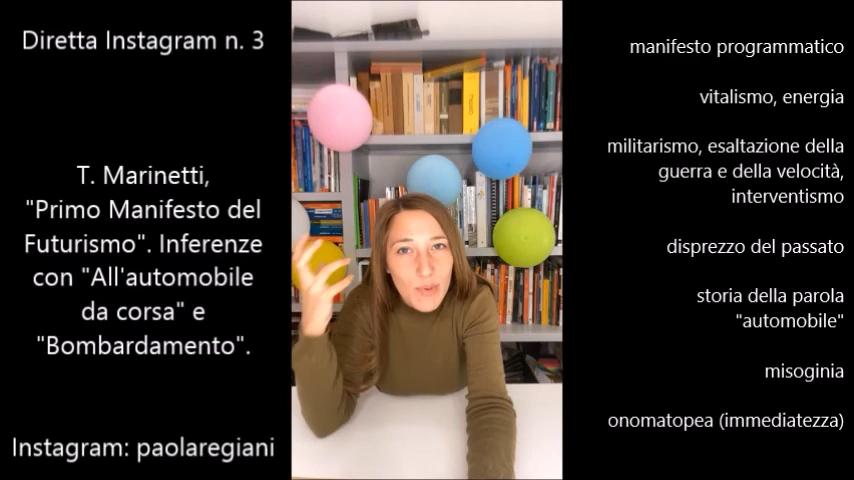 Diretta Instagram n. 3
T. Marinetti,
"Primo Manifesto del
Futurismo". Inferenze
con "All'automobile
da corsa" e
"Bombardamento".
Instagram: paolaregiani
manifesto programmatico
vitalismo, energia
militarismo, esaltazione della
guerra e della velocità,
interventismo
disprezzo del passato
storia della parola
"automobile"
misoginia
onomatopea (immediatezza)